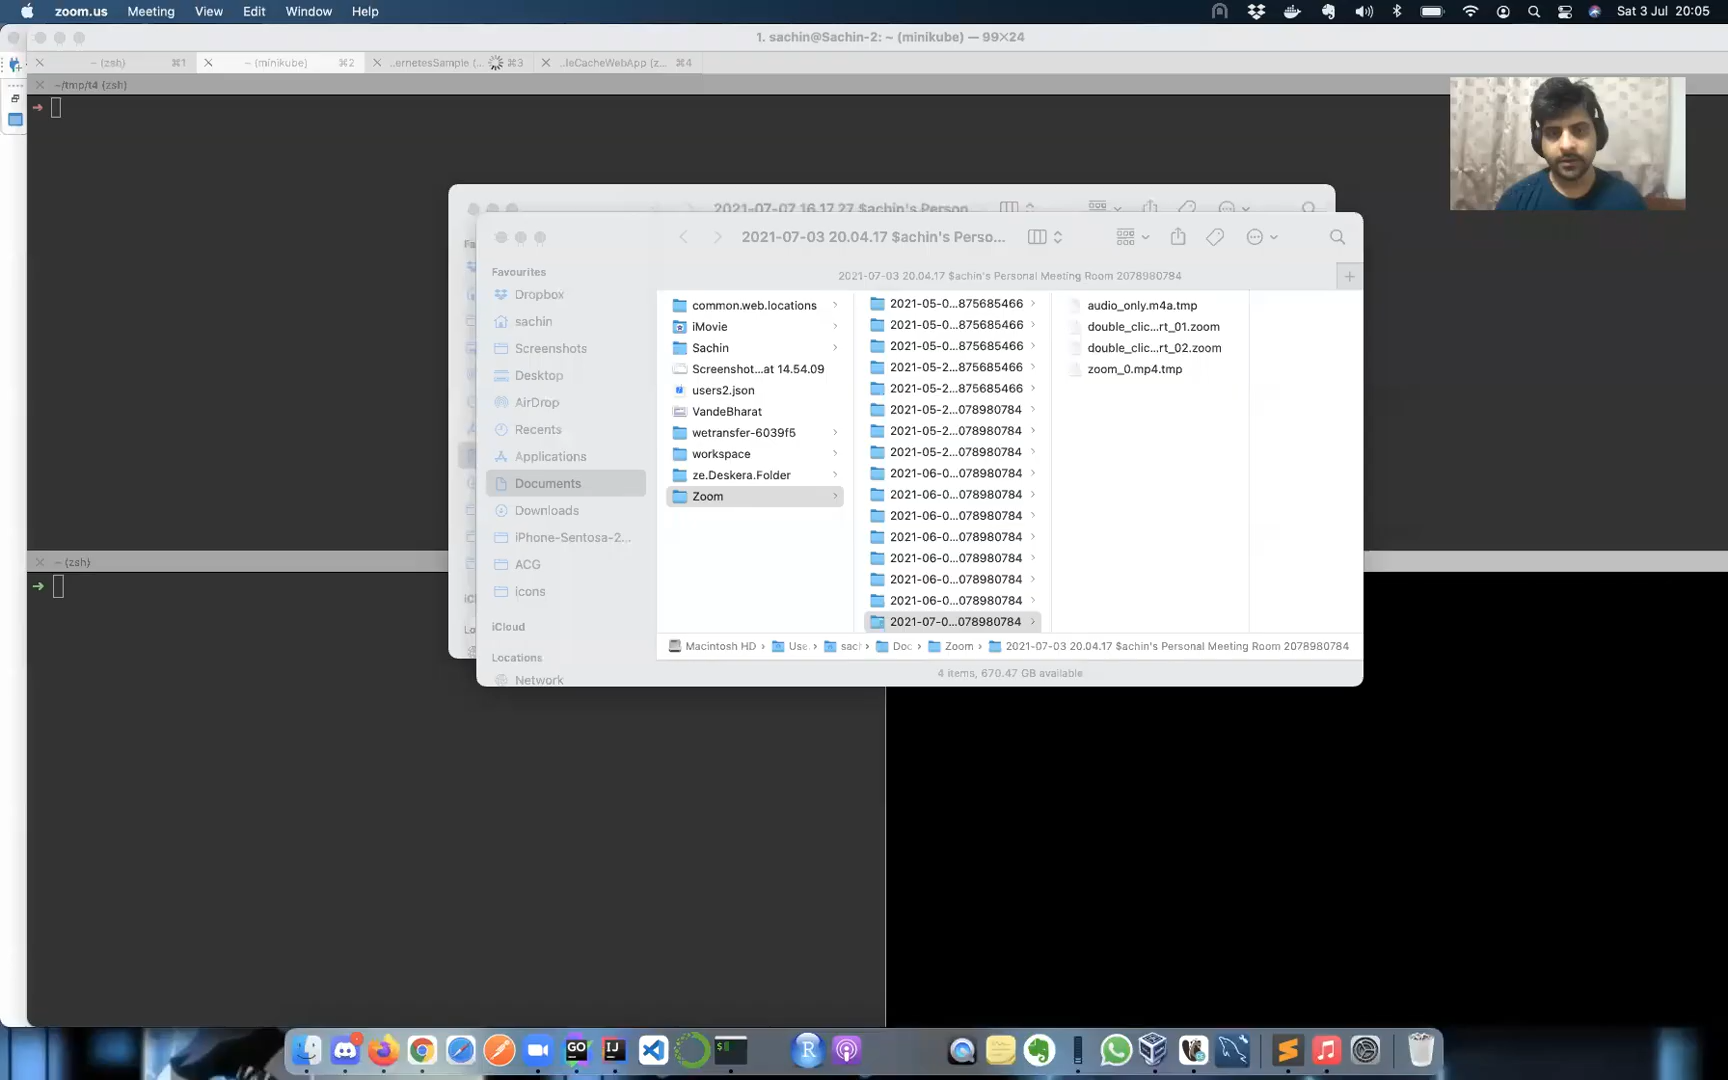 zoom.us Meeting View Edit Window Help
Sat 3 Jul 20:05
1. sachin@Sachin-2: ~ (minikube) — 99×24
~ (zsh) ⌘1
~ (minikube) ⌘2
..ernetesSample (... ⌘3
..leCacheWebApp (z... ⌘4
~/tmp/t4 (zsh)
~ (zsh)
2021-07-03 20.04.17 $achin's Perso...
2021-07-03 20.04.17 $achin's Personal Meeting Room 2078980784
Favourites
Dropbox
sachin
Screenshots
Desktop
AirDrop
Recents
Applications
Documents
Downloads
iPhone-Sentosa-2...
ACG
icons
iCloud
Locations
Network
common.web.locations
iMovie
Sachin
Screenshot...at 14.54.09
users2.json
VandeBharat
wetransfer-6039f5
workspace
ze.Deskera.Folder
Zoom
2021-05-0...875685466
2021-05-0...875685466
2021-05-0...875685466
2021-05-2...875685466
2021-05-2...875685466
2021-05-2...078980784
2021-05-2...078980784
2021-05-2...078980784
2021-06-0...078980784
2021-06-0...078980784
2021-06-0...078980784
2021-06-0...078980784
2021-06-0...078980784
2021-06-0...078980784
2021-06-0...078980784
2021-07-0...078980784
audio_only.m4a.tmp
double_clic...rt_01.zoom
double_clic...rt_02.zoom
zoom_0.mp4.tmp
Macintosh HD › Use › sac › Doc › Zoom › 2021-07-03 20.04.17 $achin's Personal Meeting Room 2078980784
4 items, 670.47 GB available